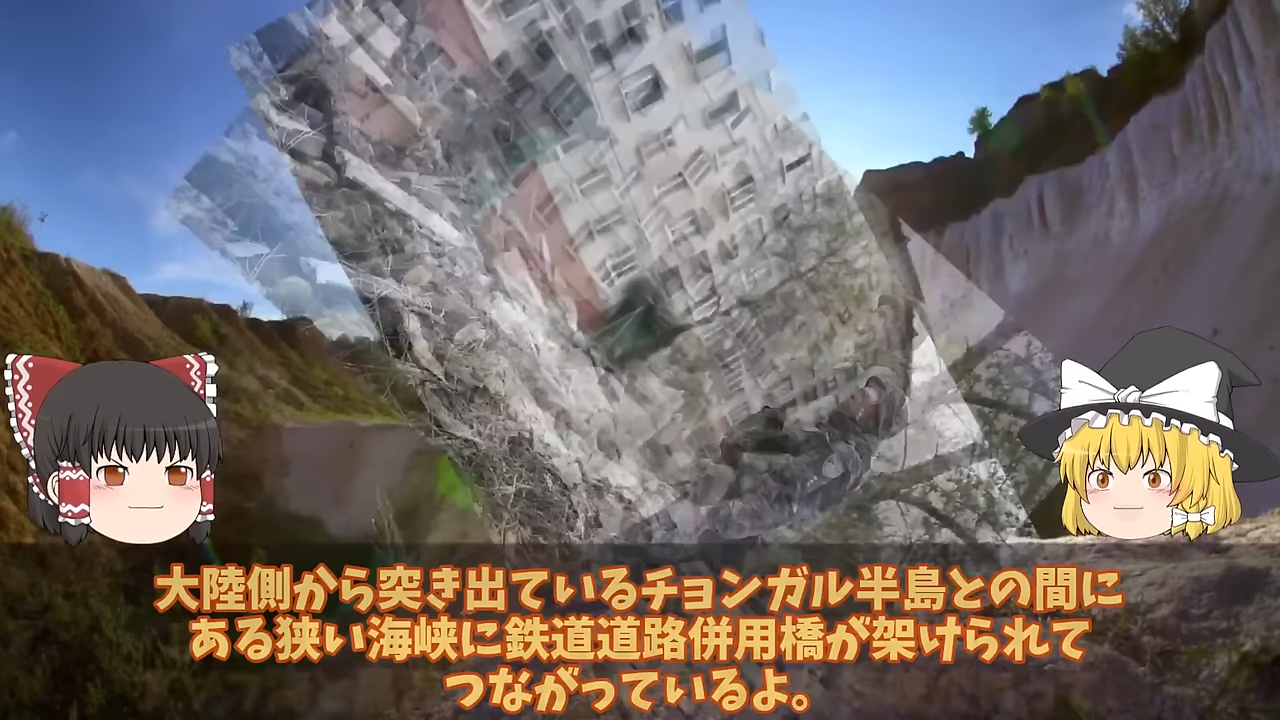 大陸側から突き出ているチョンガル半島との間に
ある狭い海峡に鉄道道路併用橋が架けられて
つながっているよ。